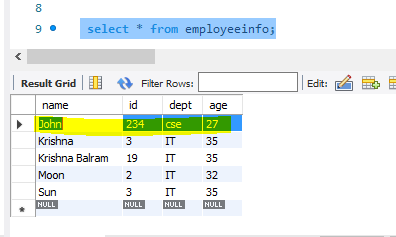 8
9 select * from employeeinfo;
Result Grid Filter Rows: Edit:
name id dept age
John 234 cse 27
Krishna 3 IT 35
Krishna Balram 19 IT 35
Moon 2 IT 32
Sun 3 IT 35
NULL NULL NULL NULL